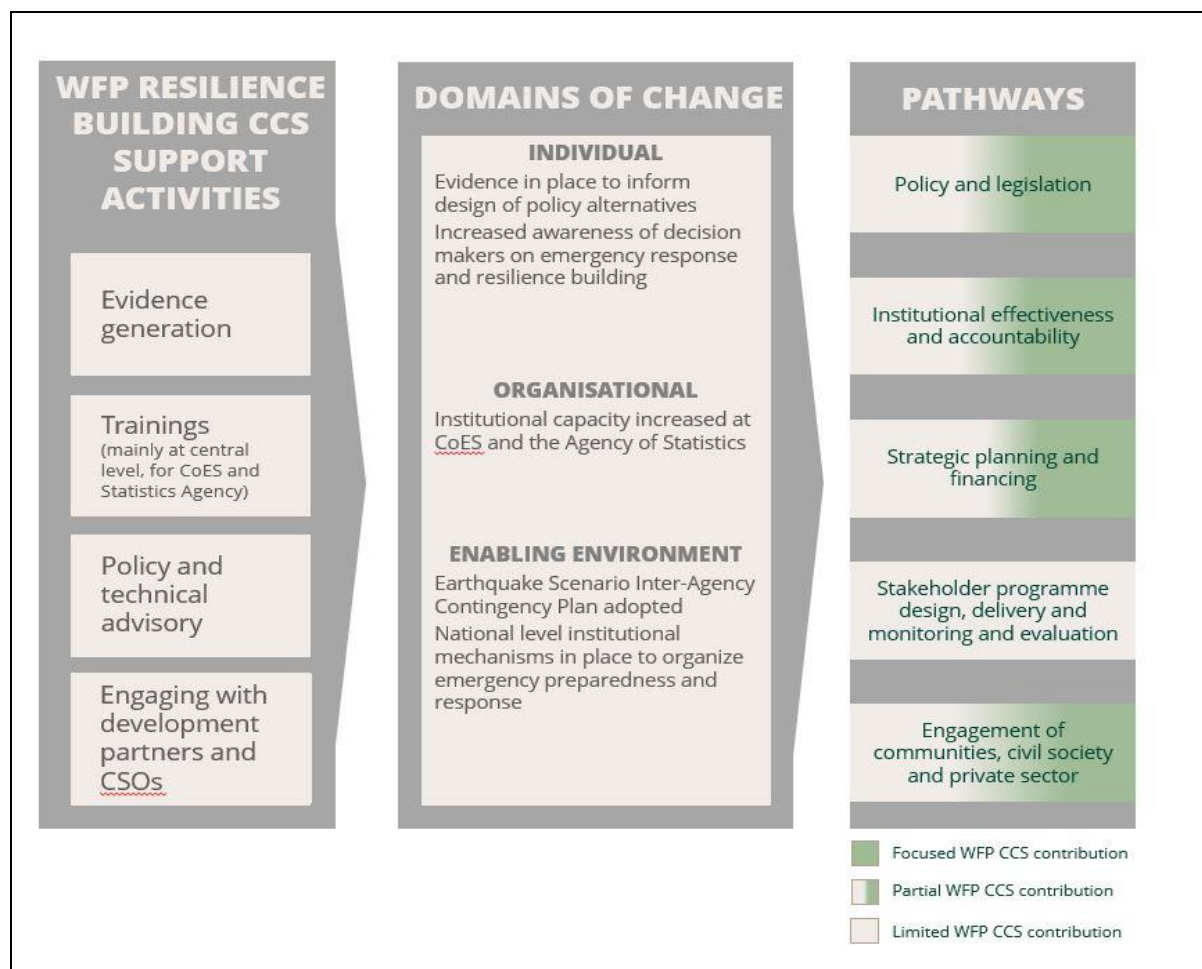 WFP RESILIENCE
BUILDING CCS
SUPPORT
ACTIVITIES
Evidence
generation
Trainings
(mainly at central
level, for CoES and
Statistics Agency)
Policy and
technical
advisory
Engaging with
development
partners and
CSOs
DOMAINS OF CHANGE
INDIVIDUAL
Evidence in place to inform
design of policy alternatives
Increased awareness of decision
makers on emergency response
and resilience building
ORGANISATIONAL
Institutional capacity increased at
CoES and the Agency of Statistics
ENABLING ENVIRONMENT
Earthquake Scenario Inter-Agency
Contingency Plan adopted
National level institutional
mechanisms in place to organize
emergency preparedness and
response
PATHWAYS
Policy and legislation
Institutional effectiveness
and accountability
Strategic planning and
financing
Stakeholder programme
design, delivery and
monitoring and evaluation
Engagement of
communities, civil society
and private sector
Focused WFP CCS contribution
Partial WFP CCS contribution
Limited WFP CCS contribution